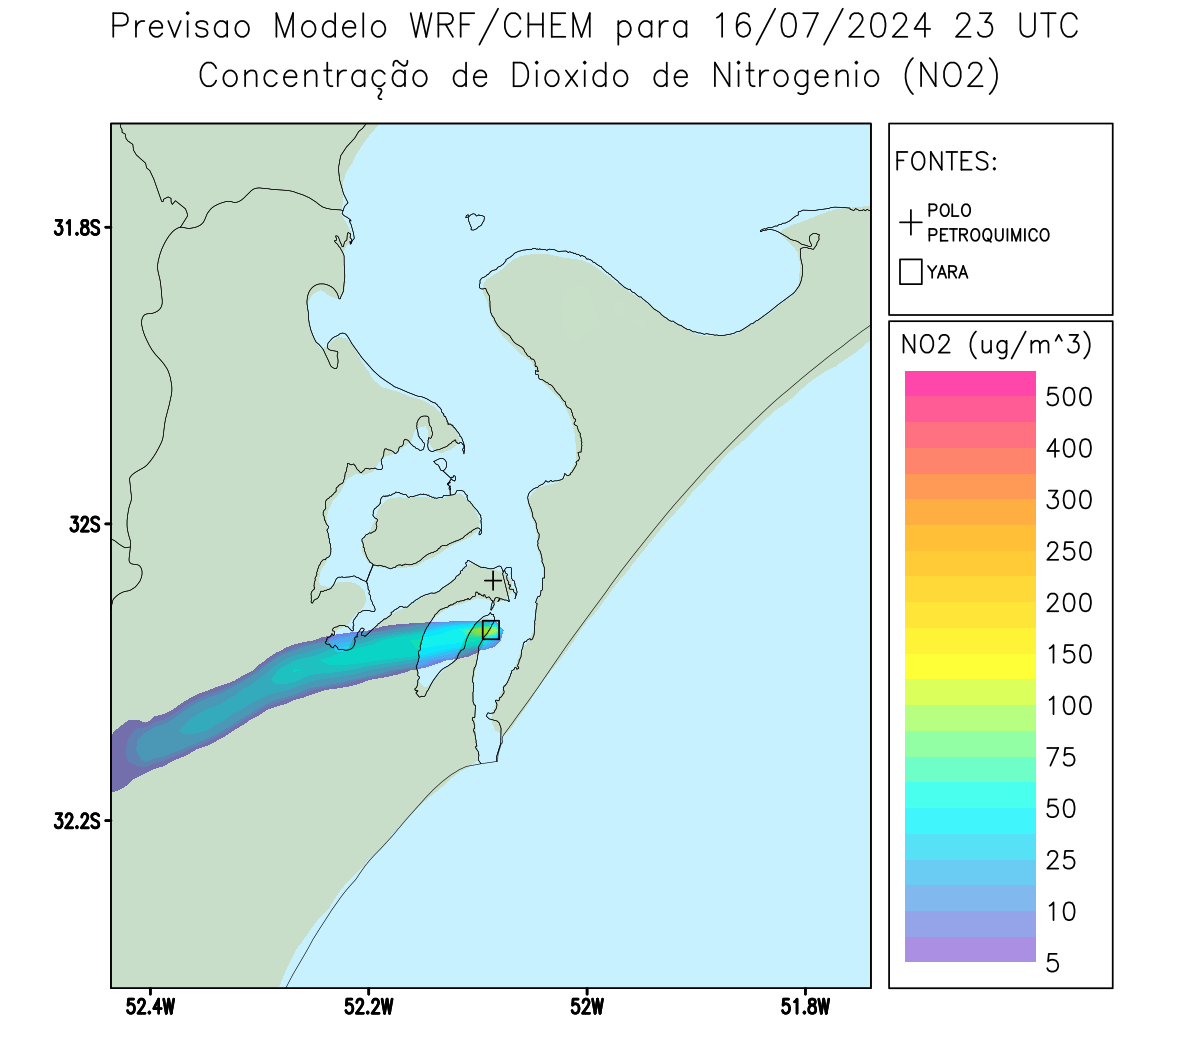 Previsao Modelo WRF/CHEM para 16/07/2024 23 UTC
Concentração de Dioxido de Nitrogenio (NO2)
FONTES:
POLO
PETROQUIMICO
YARA
NO2 (ug/m^3)
500
400
300
250
200
150
100
75
50
25
10
5
31.8S
32S
32.2S
52.4W
52.2W
52W
51.8W